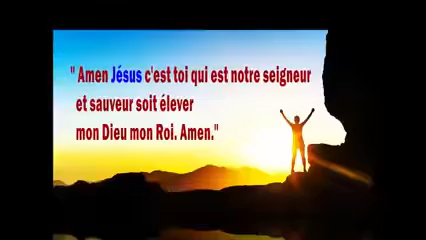 " Amen Jésus c'est toi qui est notre seigneur
et sauveur soit élever
mon Dieu mon Roi. Amen."